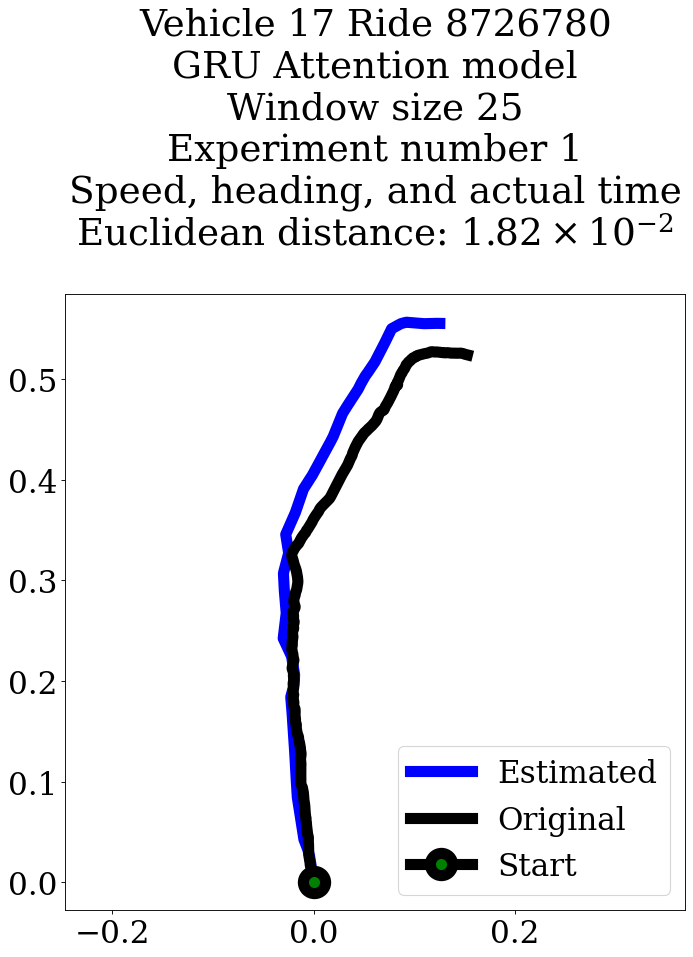 Vehicle 17 Ride 8726780
GRU Attention model
Window size 25
Experiment number 1
Speed, heading, and actual time
Euclidean distance: 1.82 × 10⁻²
0.5
0.4
0.3
0.2
0.1
0.0
Estimated
Original
Start
−0.2 0.0 0.2